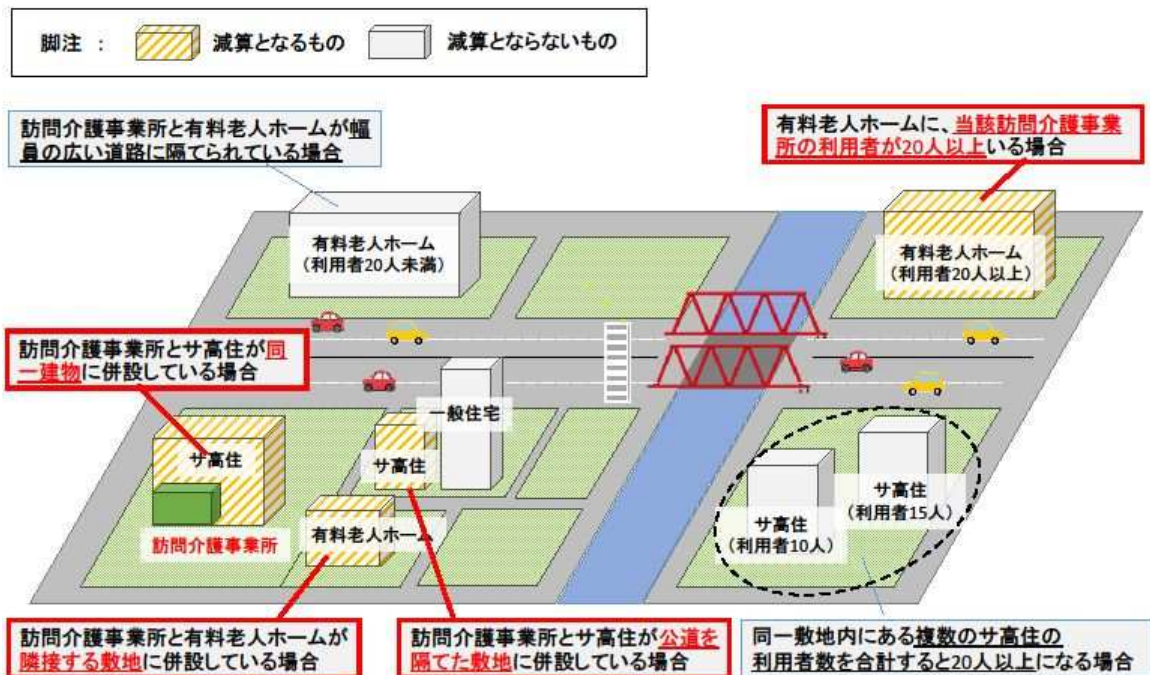 脚注 : 減算となるもの 減算とならないもの
訪問介護事業所と有料老人ホームが幅
員の広い道路に隔てられている場合
有料老人ホームに、当該訪問介護事業
所の利用者が20人以上いる場合
有料老人ホーム
(利用者20人未満)
有料老人ホーム
(利用者20人以上)
訪問介護事業所とサ高住が同
一建物に併設している場合
一般住宅
サ高住
サ高住
訪問介護事業所
有料老人ホーム
サ高住
(利用者15人)
サ高住
(利用者10人)
訪問介護事業所と有料老人ホームが
隣接する敷地に併設している場合
訪問介護事業所とサ高住が公道を
隔てた敷地に併設している場合
同一敷地内にある複数のサ高住の
利用者数を合計すると20人以上になる場合